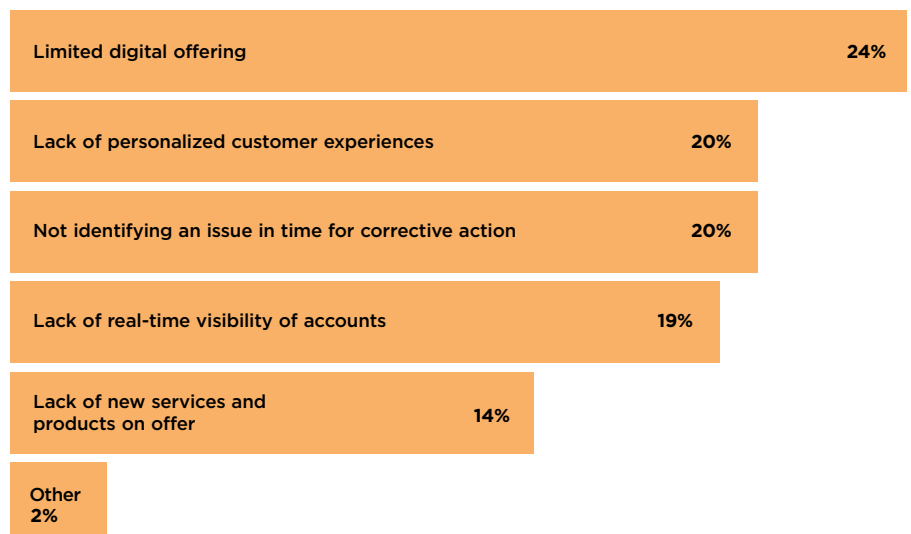 Limited digital offering 24%
Lack of personalized customer experiences 20%
Not identifying an issue in time for corrective action 20%
Lack of real-time visibility of accounts 19%
Lack of new services and
products on offer 14%
Other
2%